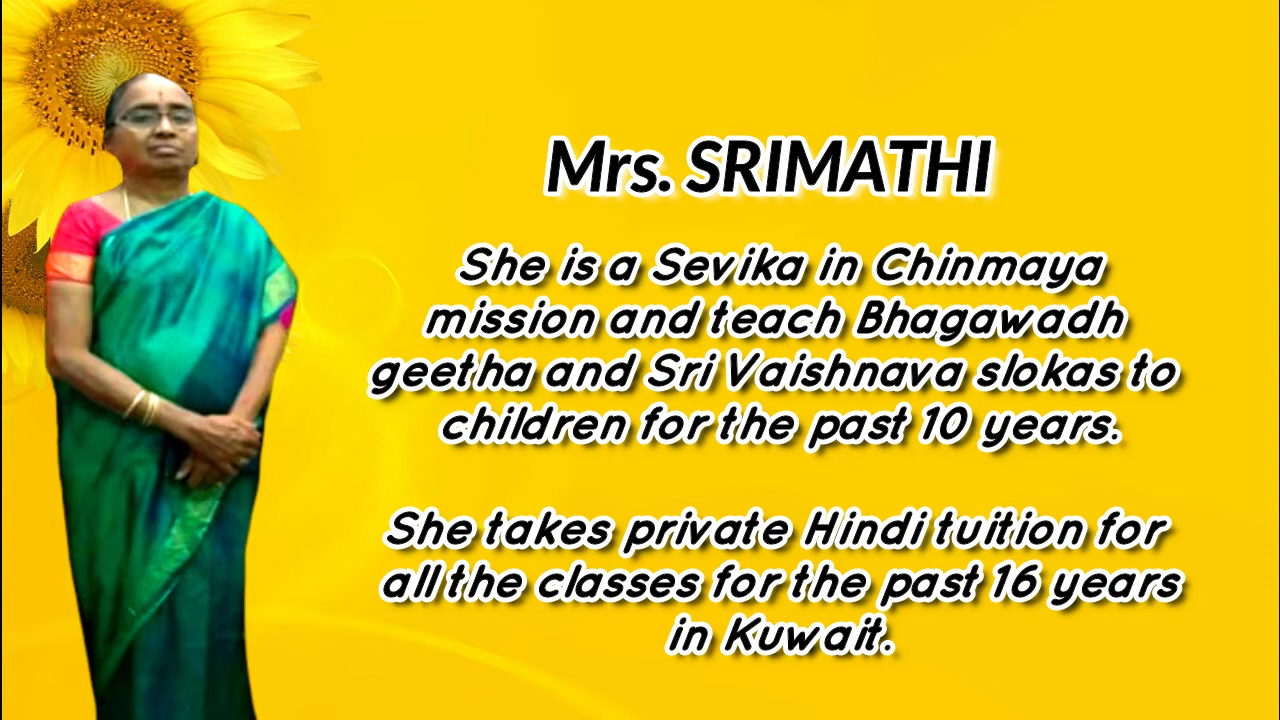 Mrs. SRIMATHI
She is a Sevika in Chinmaya
mission and teach Bhagawadh
geetha and Sri Vaishnava slokas to
children for the past 10 years.
She takes private Hindi tuition for
all the classes for the past 16 years
in Kuwait.